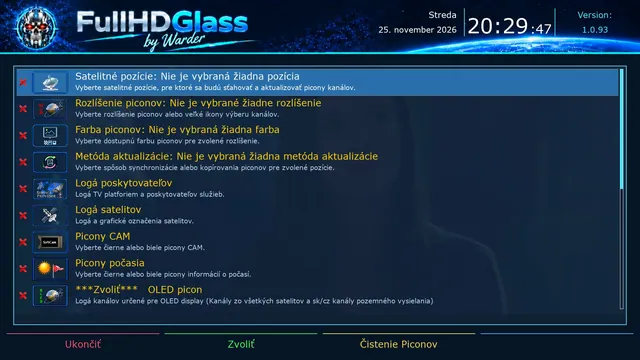 FullHDGlass
by Warder
Streda
25. november 2026
20:29:47
Version:
1.0.93
Satelitné pozície: Nie je vybraná žiadna pozícia
Vyberte satelitné pozície, pre ktoré sa budú sťahovať a aktualizovať picony kanálov.
Rozlíšenie piconov: Nie je vybrané žiadne rozlíšenie
Vyberte rozlíšenie piconov alebo veľké ikony výberu kanálov.
Farba piconov: Nie je vybraná žiadna farba
Vyberte dostupnú farbu piconov pre zvolené rozlíšenie.
Metóda aktualizácie: Nie je vybraná žiadna metóda aktualizácie
Vyberte spôsob synchronizácie alebo kopírovania piconov pre zvolené pozície.
Logá poskytovateľov
Logá TV platforiem a poskytovateľov služieb.
Logá satelitov
Logá a grafické označenia satelitov.
Picony CAM
Vyberte čierne alebo biele picony CAM.
Picony počasia
Vyberte čierne alebo biele picony informácií o počasí.
***Zvoliť*** OLED picon
Logá kanálov určené pre OLED display (Kanály zo všetkých satelitov a sk/cz kanály pozemného vysielania)
Ukončiť
Zvoliť
Čistenie Piconov